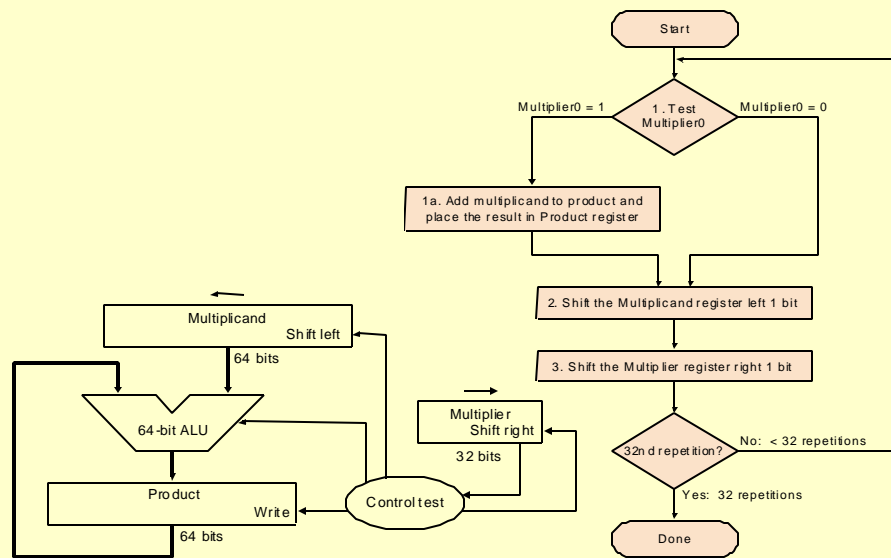 Start
Multiplier0 = 1
1. Test
Multiplier0
Multiplier0 = 0
1a. Add multiplicand to product and
place the result in Product register
2. Shift the Multiplicand register left 1 bit
3. Shift the Multiplier register right 1 bit
32nd repetition?
No: < 32 repetitions
Yes: 32 repetitions
Done
Multiplicand
Shift left
64 bits
64-bit ALU
Product
Write
64 bits
Multiplier
Shift right
32 bits
Control test